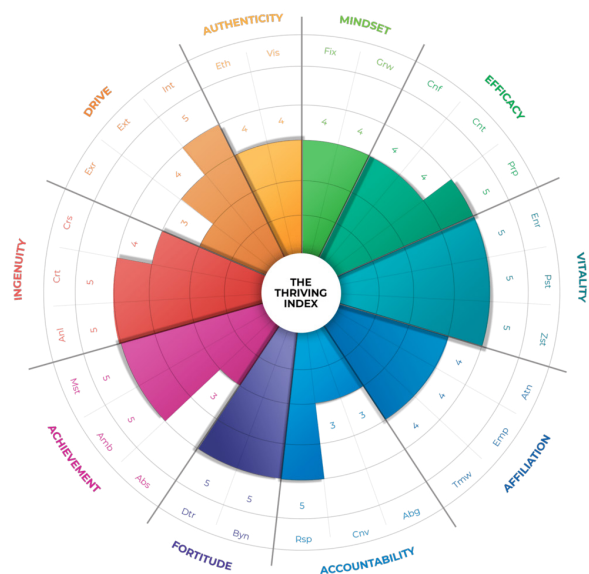 AUTHENTICITY
Eth
Vis
4
4
MINDSET
Fix
Grw
4
4
EFFICACY
Cnf
Cnt
Prp
4
4
5
VITALITY
Enr
Pst
Zst
5
5
5
AFFILIATION
Atn
Emp
Tmw
4
4
4
ACCOUNTABILITY
Abg
Cnv
Rsp
3
3
5
FORTITUDE
Byn
Dtr
5
5
ACHIEVEMENT
Abs
Amb
Mst
3
5
5
INGENUITY
Anl
Crt
Crs
5
5
4
DRIVE
Exr
Ext
Int
3
4
5
THE
THRIVING
INDEX